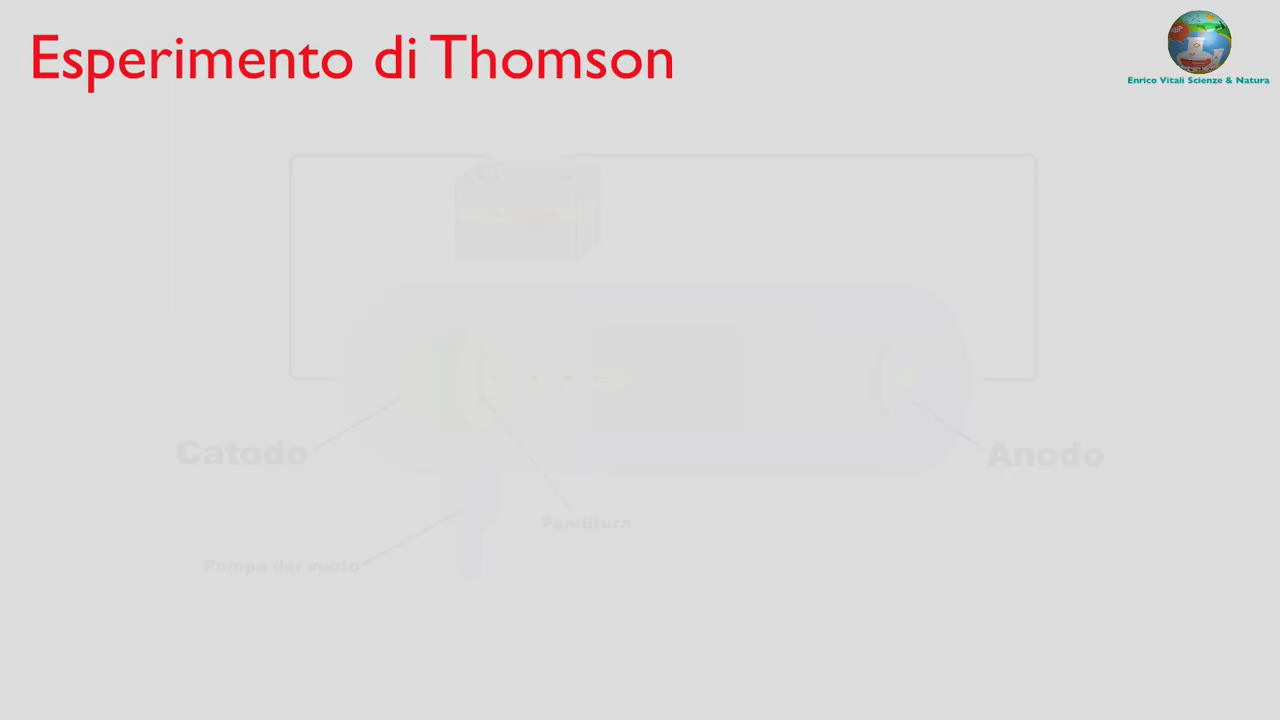 Esperimento di Thomson
Enrico Vitali Scienze & Natura
Catodo
Anodo
Fenditura
Pompa del vuoto